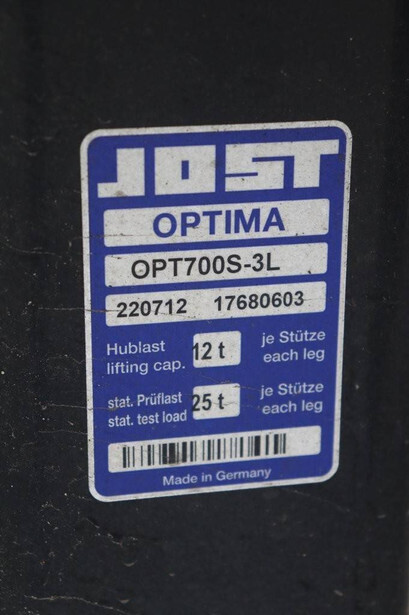 JOST
OPTIMA
OPT700S-3L
220712 17680603
Hublast
lifting cap. 12 t je Stütze
each leg
stat. Prüflast
stat. test load 25 t je Stütze
each leg
Made in Germany